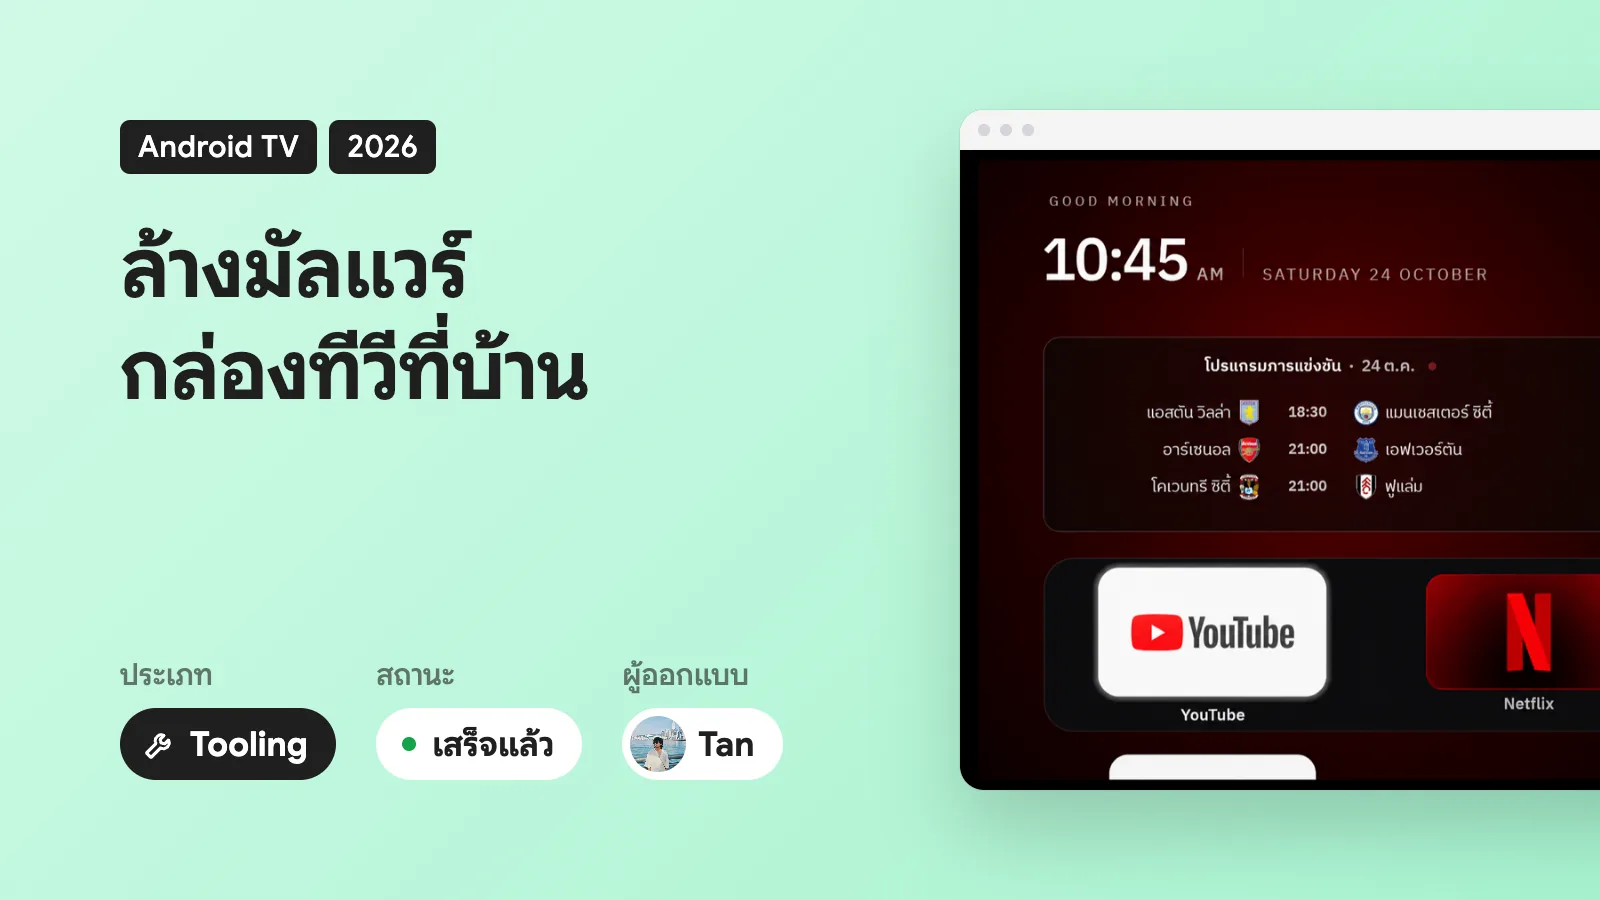 Android TV
2026
ล้างมัลแวร์
กล่องทีวีที่บ้าน
ประเภท
Tooling
สถานะ
เสร็จแล้ว
ผู้ออกแบบ
Tan
GOOD MORNING
10:45 AM
SATURDAY 24 OCTOBER
โปรแกรมการแข่งขัน · 24 ต.ค.
แอสตัน วิลล่า 18:30 แมนเชสเตอร์ ซิตี้
อาร์เซนอล 21:00 เอฟเวอร์ตัน
โคเวนทรี ซิตี้ 21:00 ฟูแล่ม
YouTube
YouTube
N
Netflix